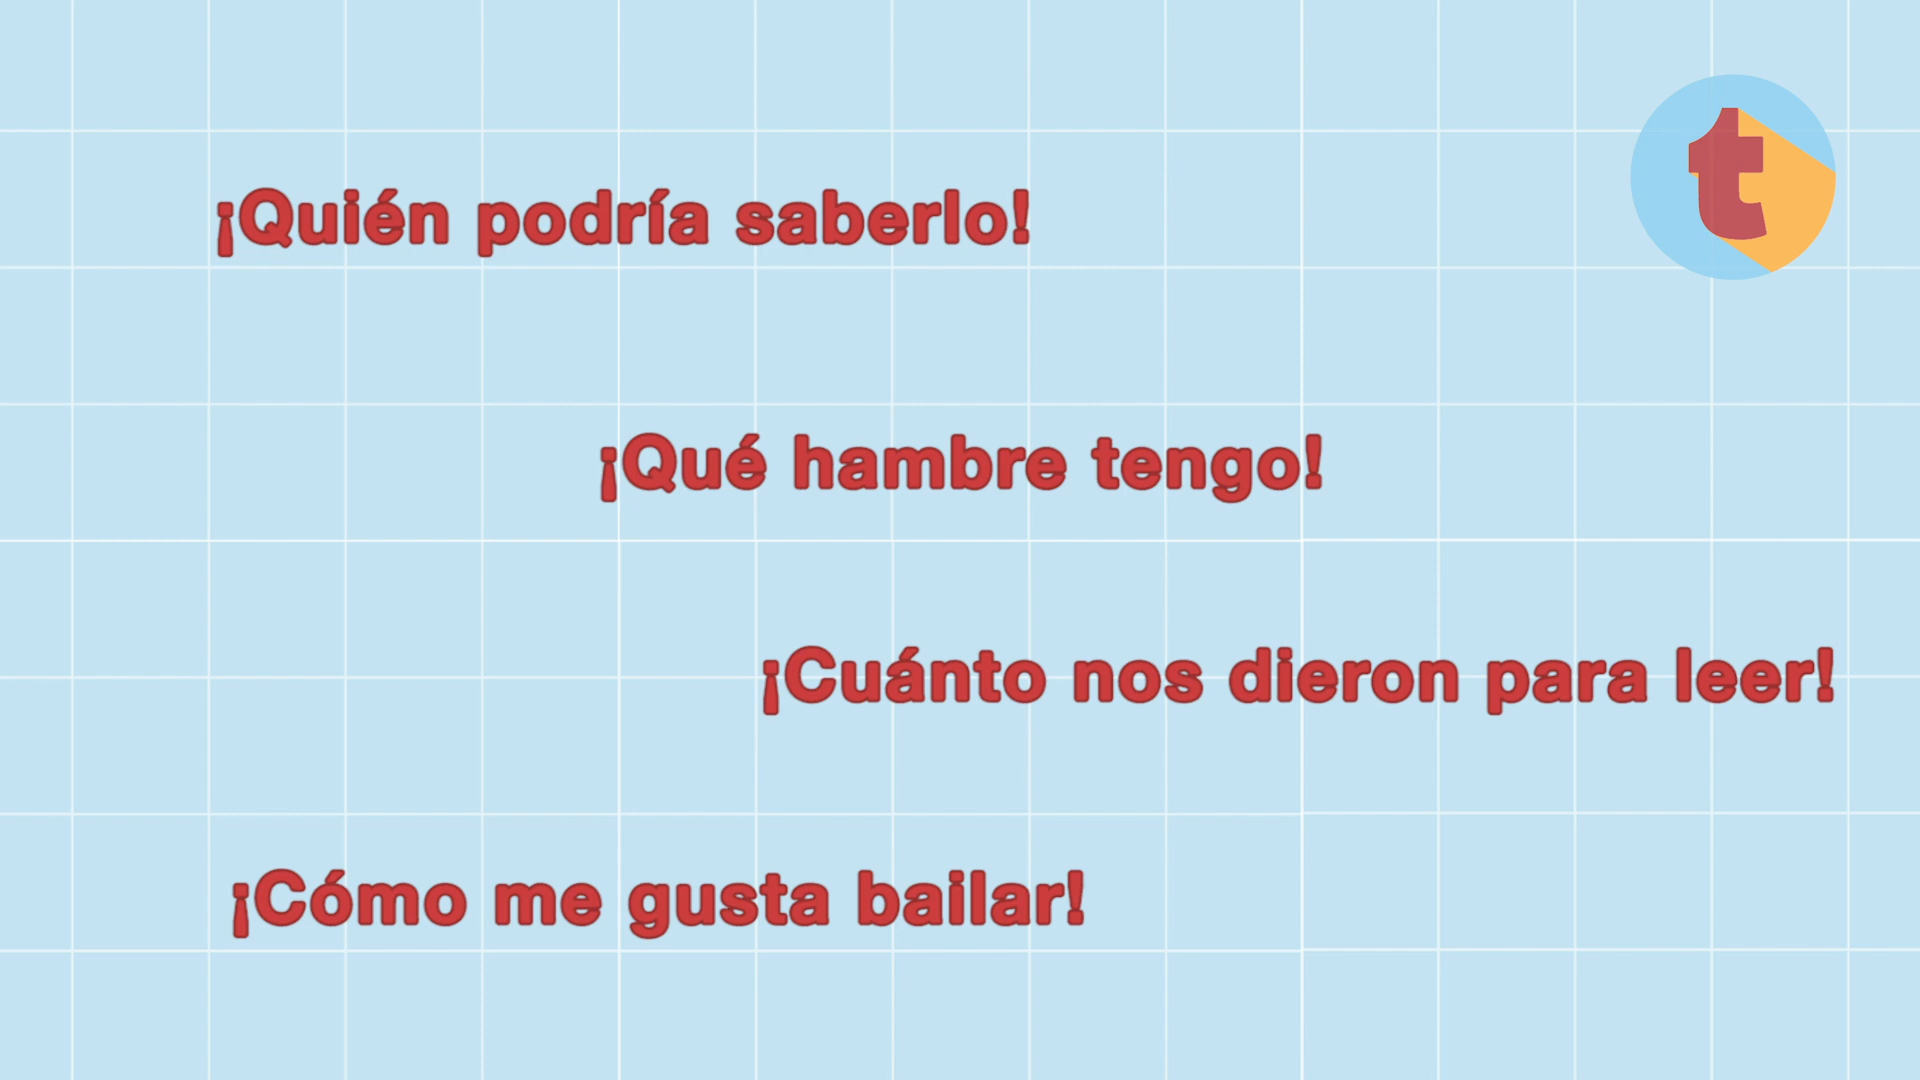 t
¡Quién podría saberlo!
¡Qué hambre tengo!
¡Cuánto nos dieron para leer!
¡Cómo me gusta bailar!